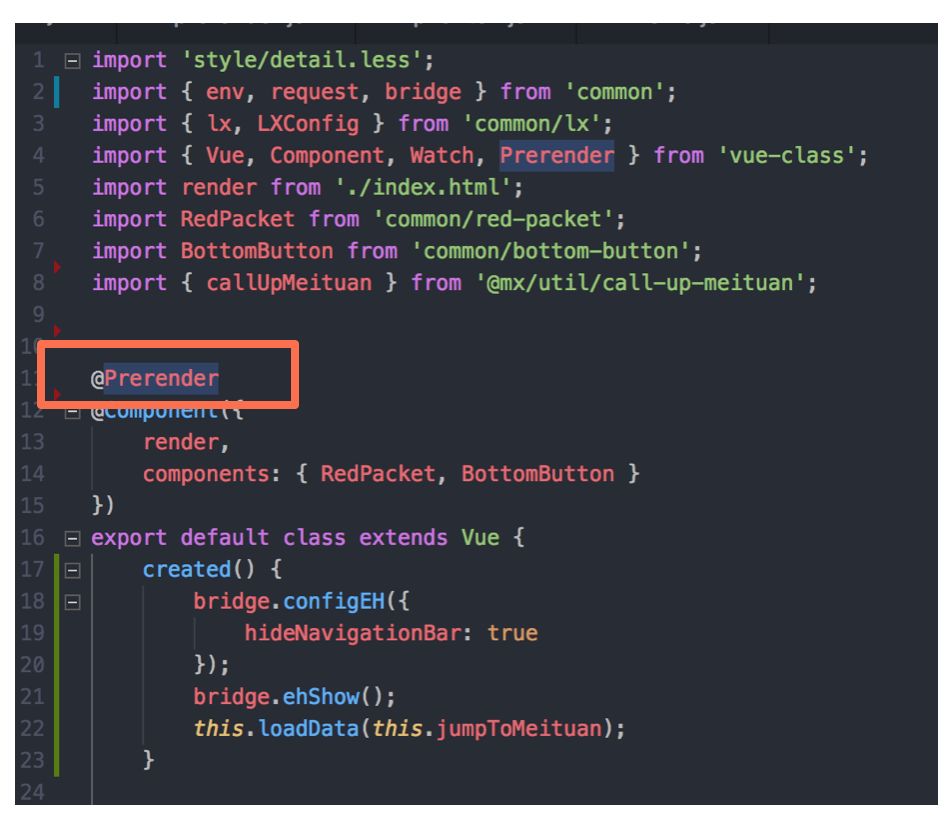 1 import 'style/detail.less';
2 import { env, request, bridge } from 'common';
3 import { lx, LXConfig } from 'common/lx';
4 import { Vue, Component, Watch, Prerender } from 'vue-class';
5 import render from './index.html';
6 import RedPacket from 'common/red-packet';
7 import BottomButton from 'common/bottom-button';
8 import { callUpMeituan } from '@mx/util/call-up-meituan';
9
10
11 @Prerender
12 @Component({
13 render,
14 components: { RedPacket, BottomButton }
15 })
16 export default class extends Vue {
17 created() {
18 bridge.configEH({
19 hideNavigationBar: true
20 });
21 bridge.ehShow();
22 this.loadData(this.jumpToMeituan);
23 }
24